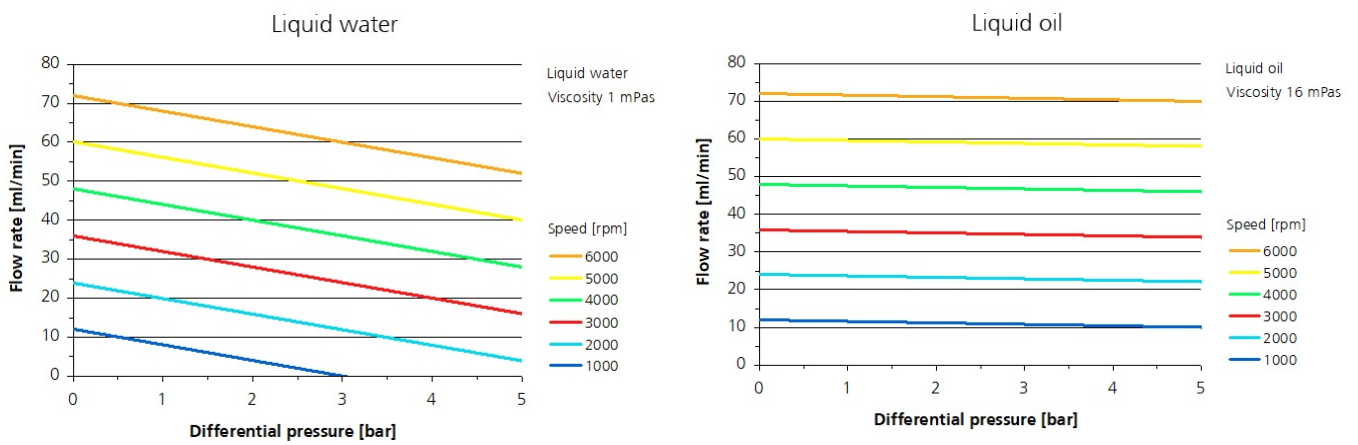 Liquid water
80
70
60
50
40
30
20
10
0
Flow rate [ml/min]
0 1 2 3 4 5
Differential pressure [bar]
Liquid water
Viscosity 1 mPas
Speed [rpm]
6000
5000
4000
3000
2000
1000
Liquid oil
80
70
60
50
40
30
20
10
0
Flow rate [ml/min]
0 1 2 3 4 5
Differential pressure [bar]
Liquid oil
Viscosity 16 mPas
Speed [rpm]
6000
5000
4000
3000
2000
1000